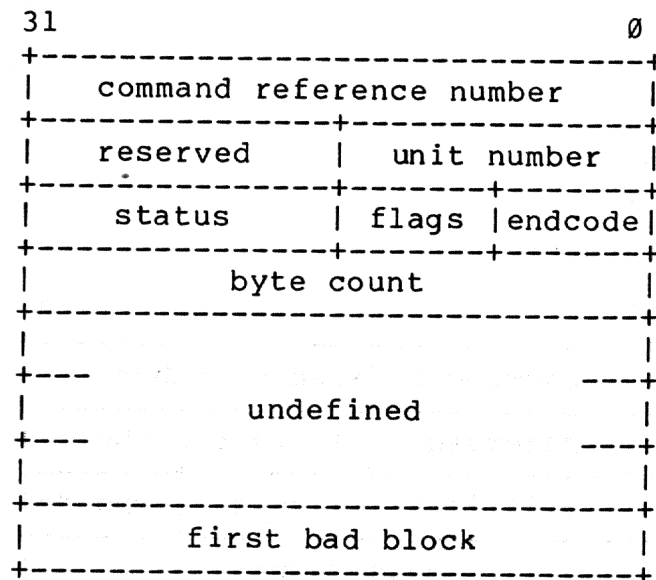 31 0
+-------------------------------+
| command reference number |
+---------------+---------------+
| reserved | unit number |
+---------------+-------+-------+
| status | flags |endcode|
+---------------+-------+-------+
| byte count |
+-------------------------------+
| |
+--- ---+
| undefined |
+--- ---+
| |
+-------------------------------+
| first bad block |
+-------------------------------+